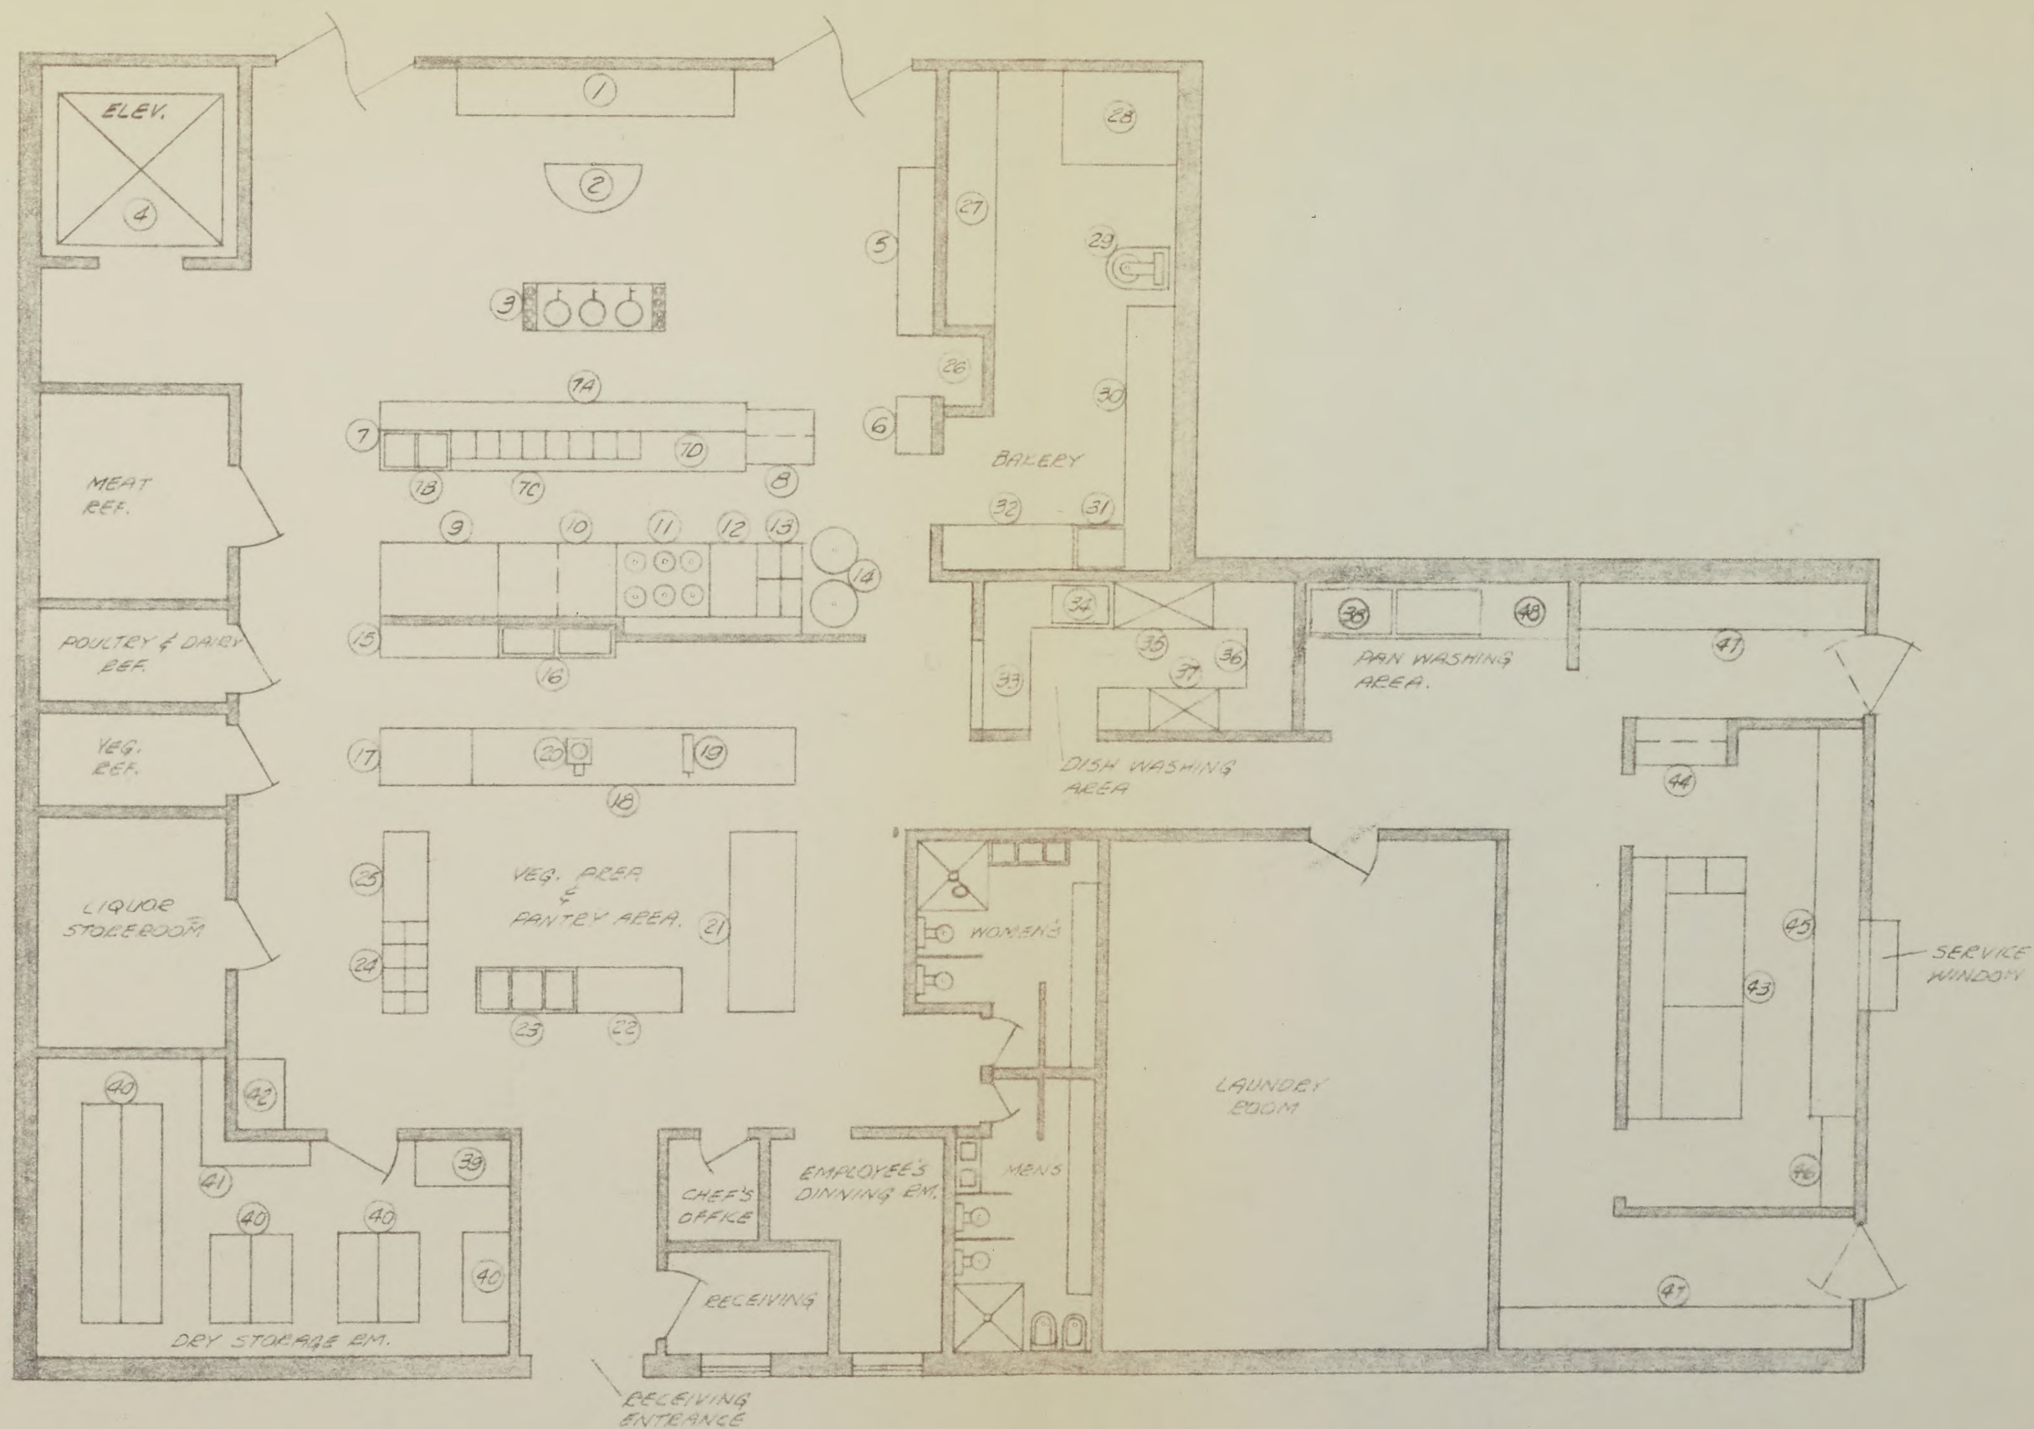 ELEV.
1
28
2
4
27
5
29
3
26
7A
30
6
7
7D
BAKERY
7B
7C
8
MEAT
REF.
32
31
9
10
11
12
13
14
34
38
48
POULTRY & DAIRY
REF.
15
35
36
47
16
33
37
PAN WASHING
AREA.
VEG.
REF.
17
20
19
DISH WASHING
AREA
44
18
25
VEG. AREA
&
PANTRY AREA.
LIQUOR
STOREROOM
21
WOMEN'S
45
24
SERVICE
WINDOW
43
23
22
40
42
LAUNDRY
ROOM
39
41
CHEF'S
OFFICE
EMPLOYEE'S
DINNING RM.
MENS
46
40
40
40
RECEIVING
47
DRY STORAGE RM.
RECEIVING
ENTRANCE